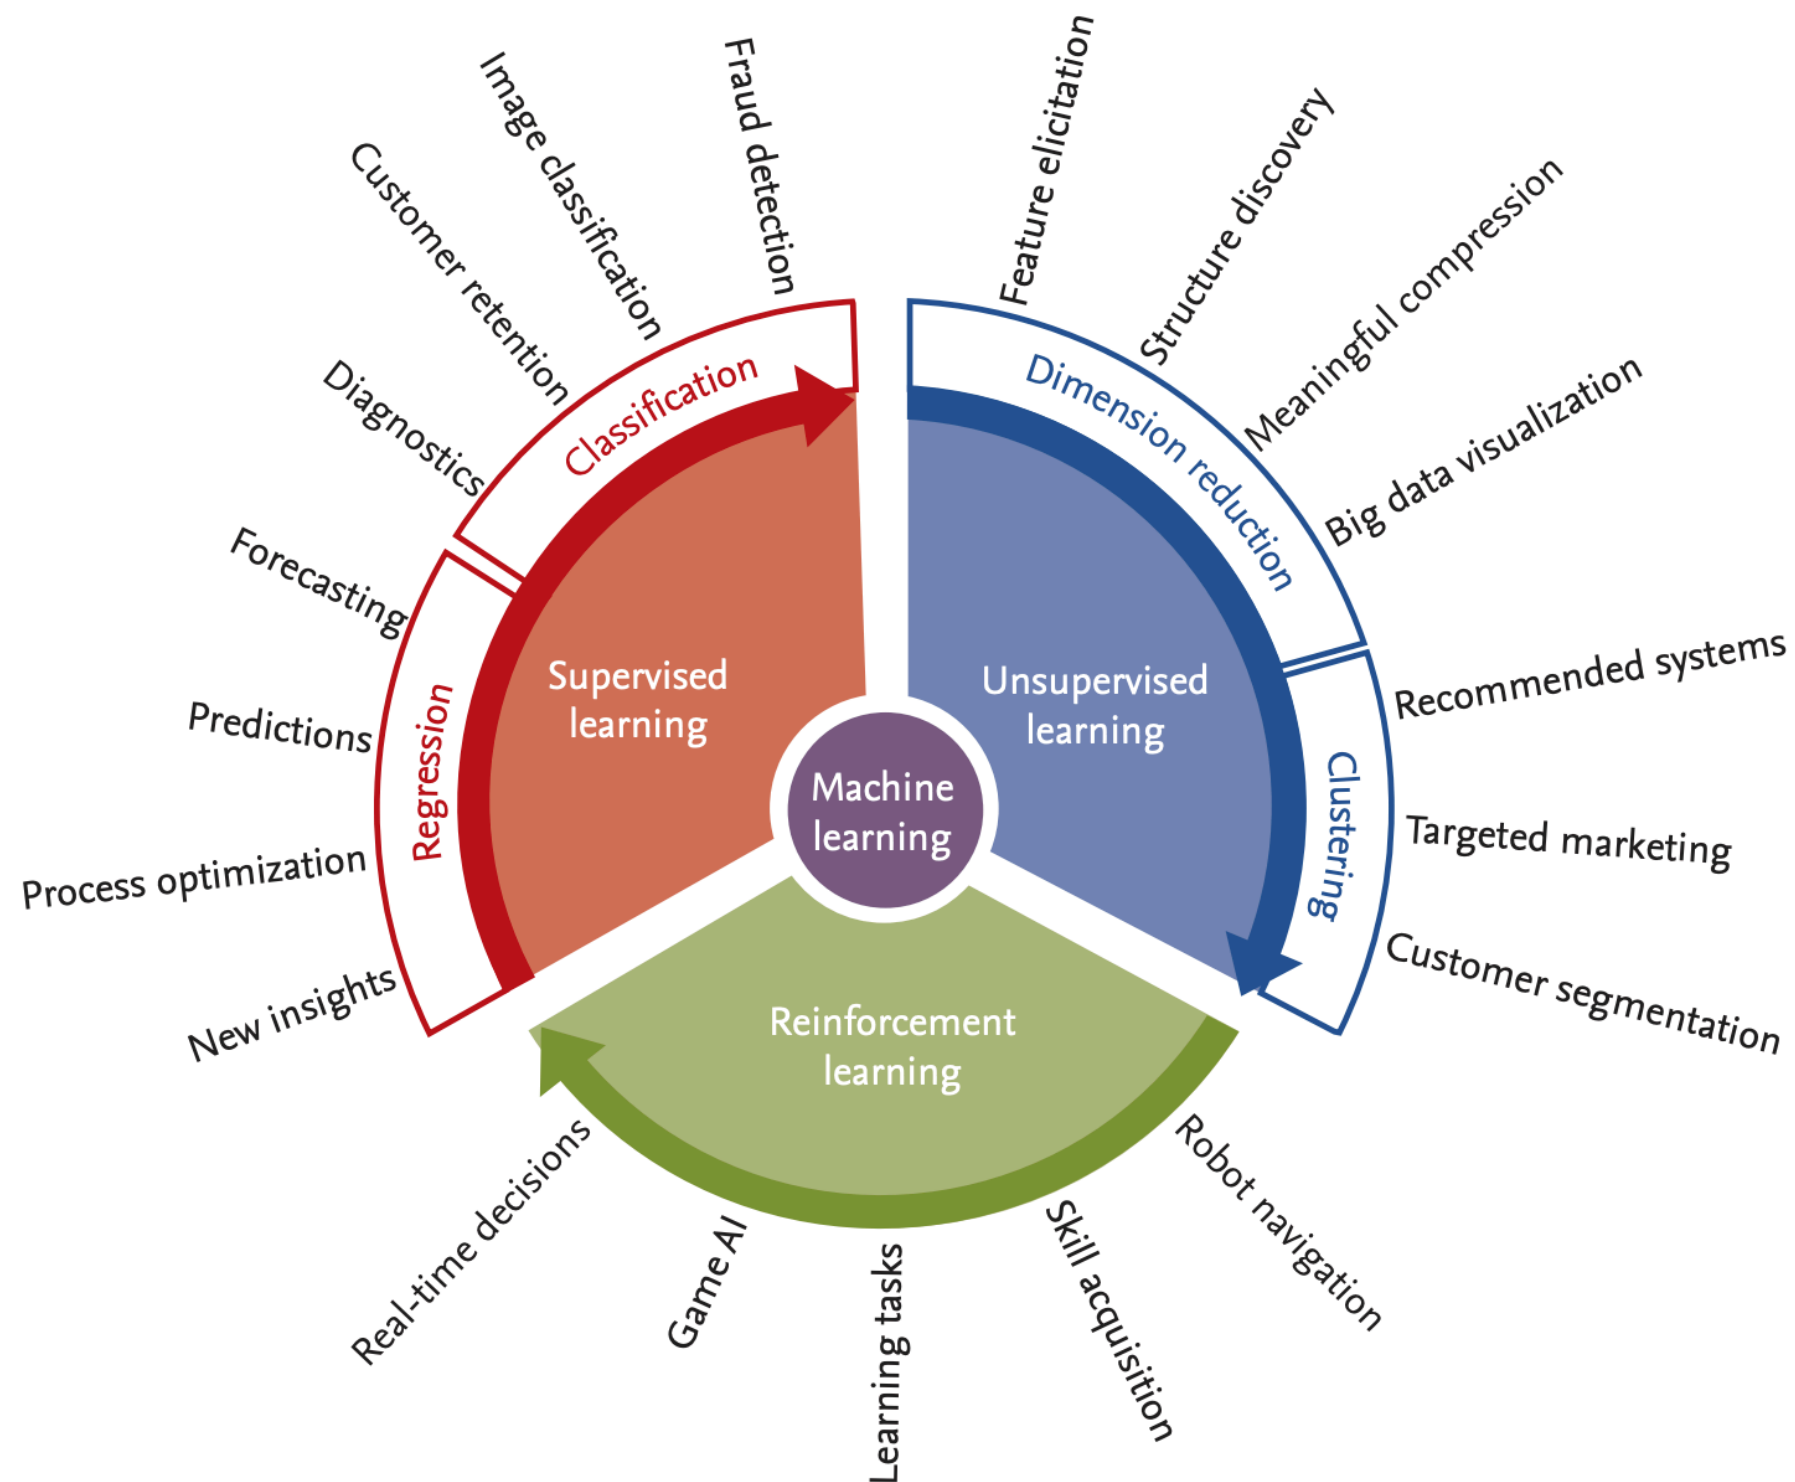 Fraud detection
Image classification
Customer retention
Diagnostics
Classification
Forecasting
Predictions
Process optimization
New insights
Regression
Supervised
learning
Feature elicitation
Structure discovery
Meaningful compression
Big data visualization
Dimension reduction
Recommended systems
Targeted marketing
Customer segmentation
Clustering
Unsupervised
learning
Machine
learning
Reinforcement
learning
Real-time decisions
Game AI
Learning tasks
Skill acquisition
Robot navigation